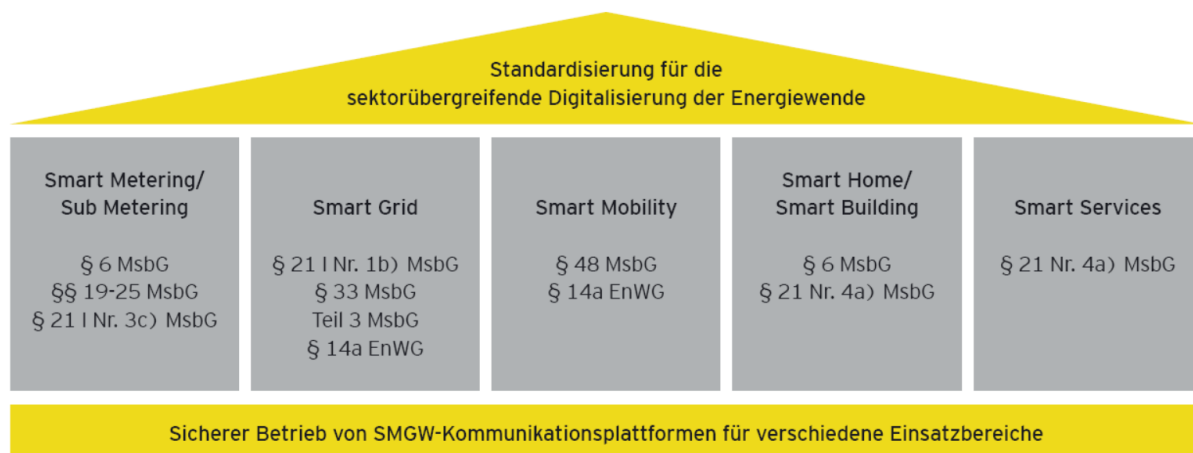 Standardisierung für die
sektorübergreifende Digitalisierung der Energiewende
Smart Metering/
Sub Metering
§ 6 MsbG
§§ 19-25 MsbG
§ 21 I Nr. 3c) MsbG
Smart Grid
§ 21 I Nr. 1b) MsbG
§ 33 MsbG
Teil 3 MsbG
§ 14a EnWG
Smart Mobility
§ 48 MsbG
§ 14a EnWG
Smart Home/
Smart Building
§ 6 MsbG
§ 21 Nr. 4a) MsbG
Smart Services
§ 21 Nr. 4a) MsbG
Sicherer Betrieb von SMGW-Kommunikationsplattformen für verschiedene Einsatzbereiche